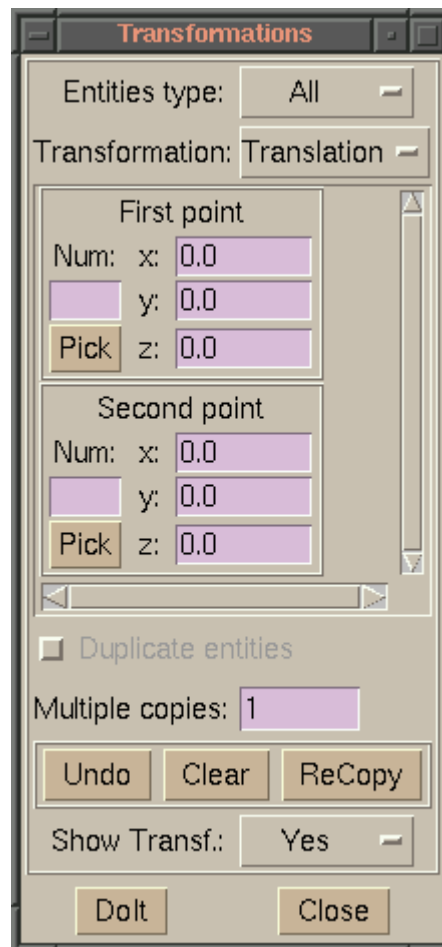 Transformations
Entities type: All
Transformation: Translation
First point
Num: x: 0.0
y: 0.0
Pick z: 0.0
Second point
Num: x: 0.0
y: 0.0
Pick z: 0.0
Duplicate entities
Multiple copies: 1
Undo Clear ReCopy
Show Transf.: Yes
DoIt Close